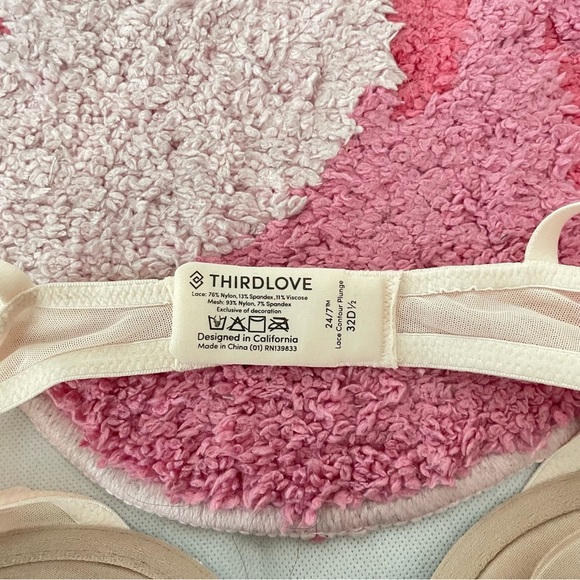 THIRDLOVE
Lace: 76% Nylon, 13% Spandex, 11% Viscose
Mesh: 93% Nylon, 7% Spandex
Exclusive of decoration
Designed in California
Made in China (01) RN139833
24/7™
Lace Contour Plunge
32D½